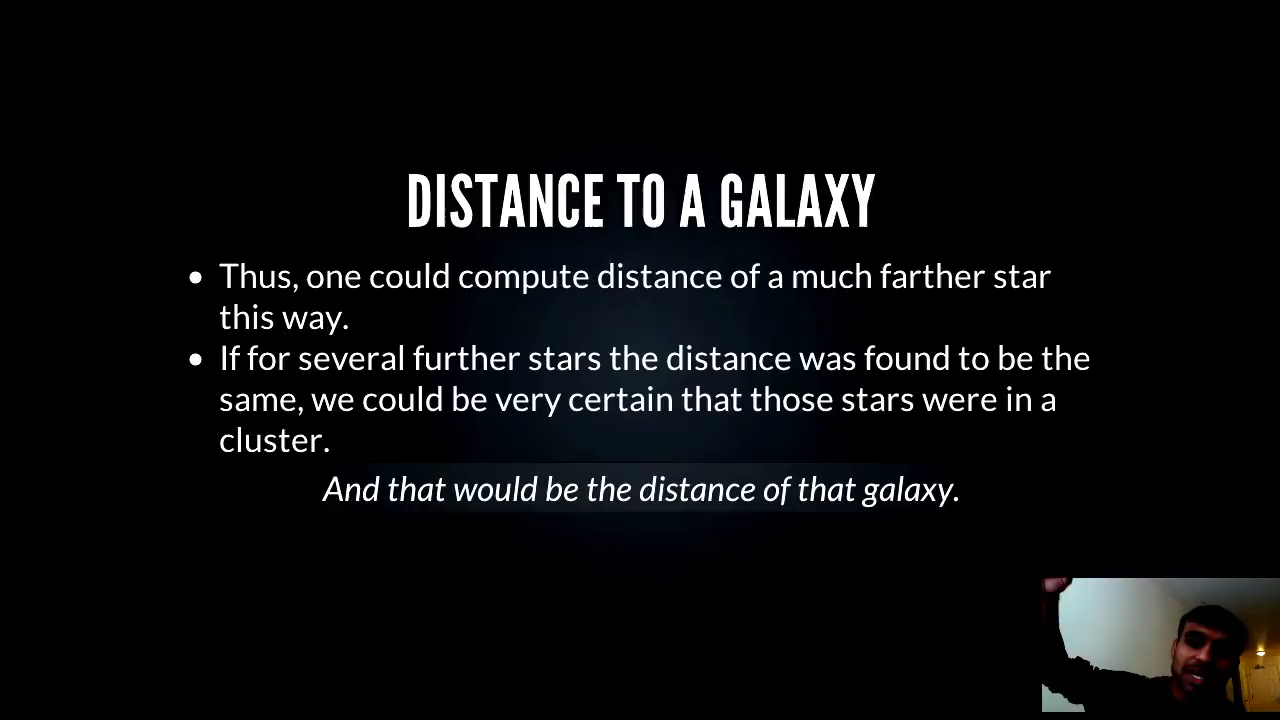 DISTANCE TO A GALAXY
• Thus, one could compute distance of a much farther star
this way.
• If for several further stars the distance was found to be the
same, we could be very certain that those stars were in a
cluster.
And that would be the distance of that galaxy.